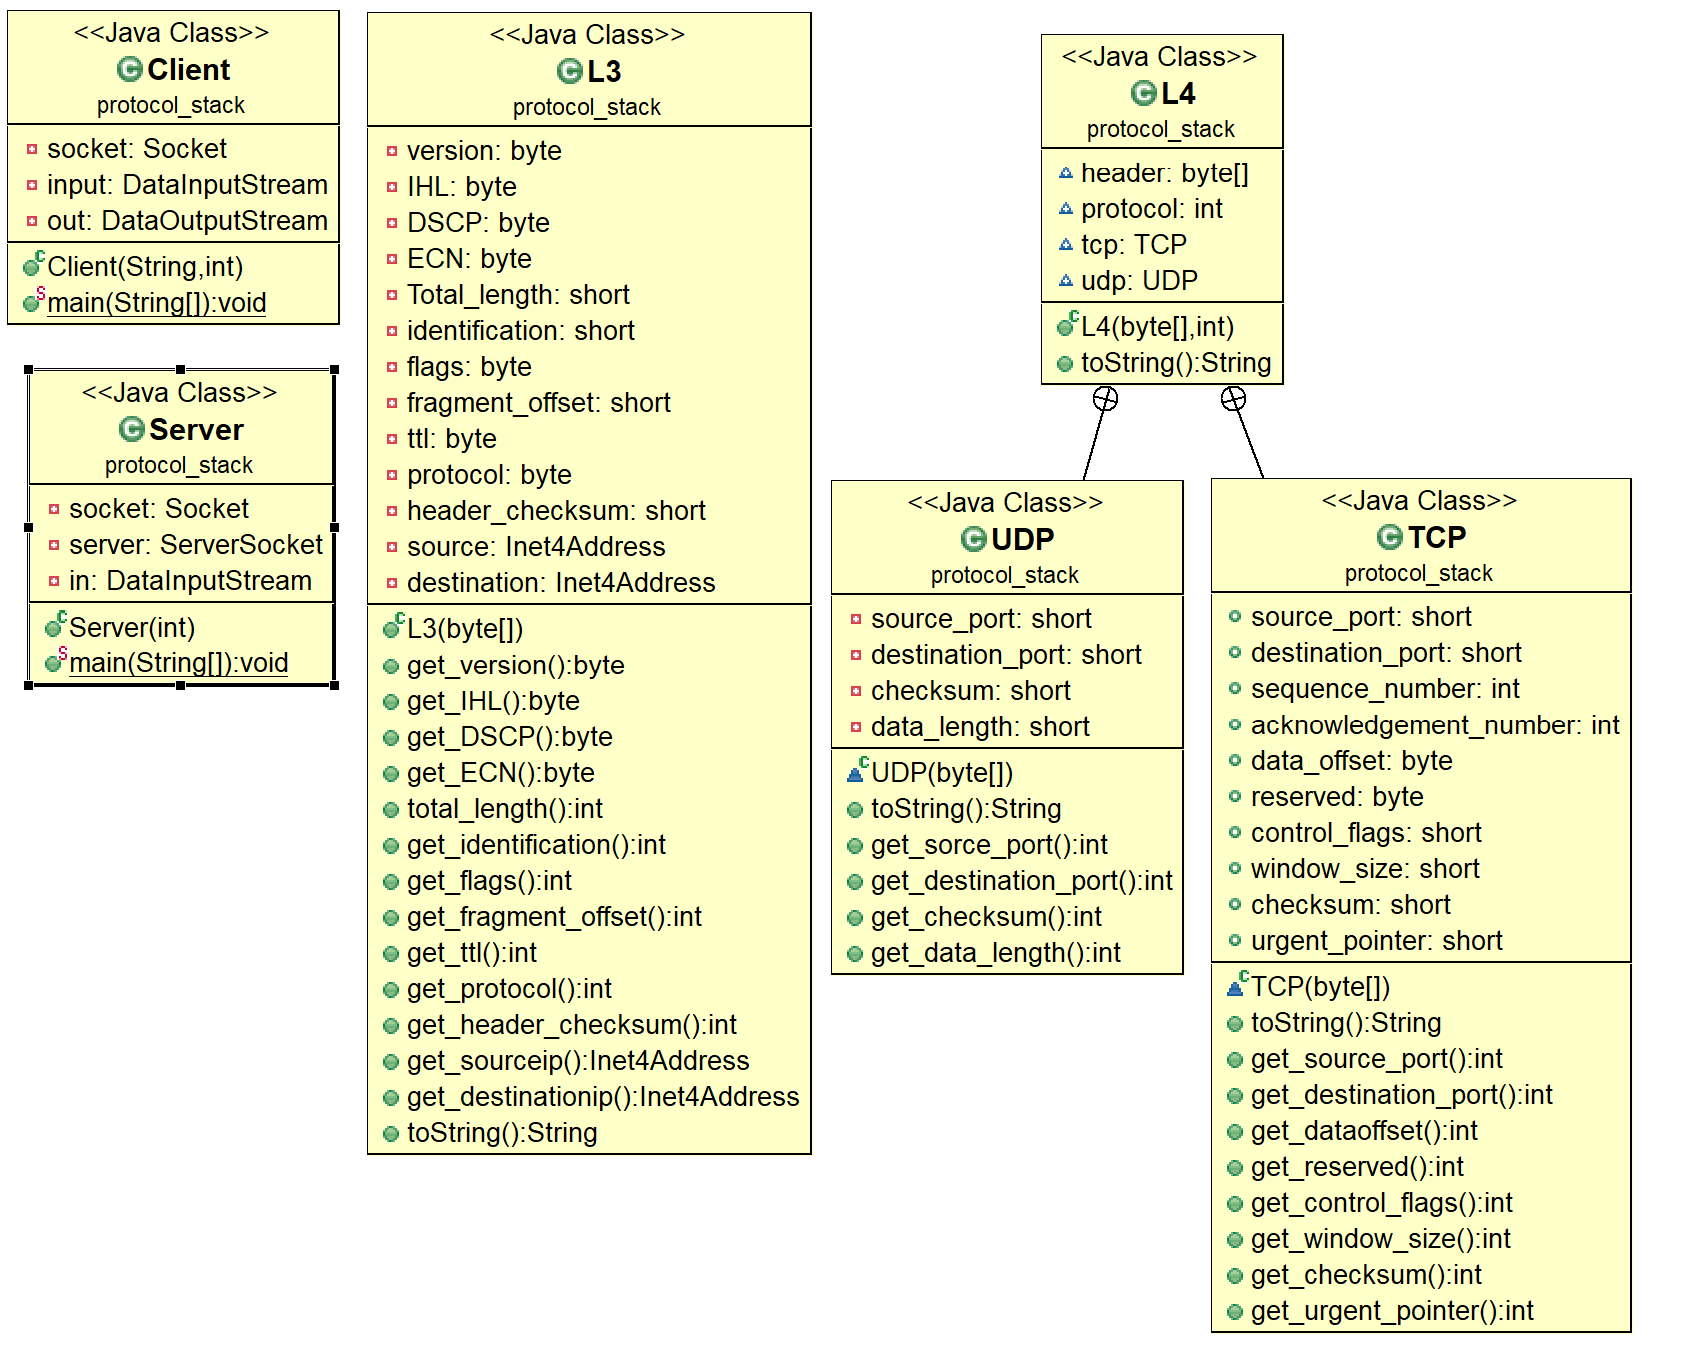 <<Java Class>>
Client
protocol_stack
socket: Socket
input: DataInputStream
out: DataOutputStream
Client(String,int)
main(String[]):void
<<Java Class>>
Server
protocol_stack
socket: Socket
server: ServerSocket
in: DataInputStream
Server(int)
main(String[]):void
<<Java Class>>
L3
protocol_stack
version: byte
IHL: byte
DSCP: byte
ECN: byte
Total_length: short
identification: short
flags: byte
fragment_offset: short
ttl: byte
protocol: byte
header_checksum: short
source: Inet4Address
destination: Inet4Address
L3(byte[])
get_version():byte
get_IHL():byte
get_DSCP():byte
get_ECN():byte
total_length():int
get_identification():int
get_flags():int
get_fragment_offset():int
get_ttl():int
get_protocol():int
get_header_checksum():int
get_sourceip():Inet4Address
get_destinationip():Inet4Address
toString():String
<<Java Class>>
L4
protocol_stack
header: byte[]
protocol: int
tcp: TCP
udp: UDP
L4(byte[],int)
toString():String
<<Java Class>>
UDP
protocol_stack
source_port: short
destination_port: short
checksum: short
data_length: short
UDP(byte[])
toString():String
get_sorce_port():int
get_destination_port():int
get_checksum():int
get_data_length():int
<<Java Class>>
TCP
protocol_stack
source_port: short
destination_port: short
sequence_number: int
acknowledgement_number: int
data_offset: byte
reserved: byte
control_flags: short
window_size: short
checksum: short
urgent_pointer: short
TCP(byte[])
toString():String
get_source_port():int
get_destination_port():int
get_dataoffset():int
get_reserved():int
get_control_flags():int
get_window_size():int
get_checksum():int
get_urgent_pointer():int